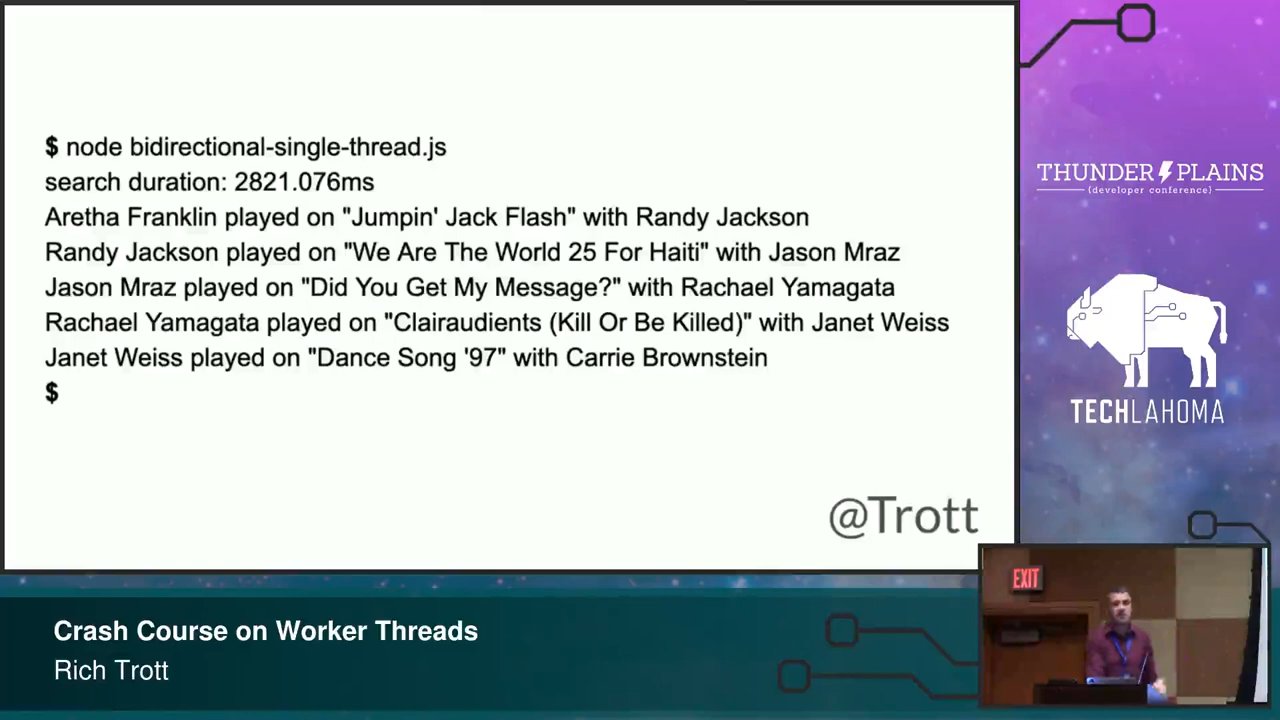 $ node bidirectional-single-thread.js
search duration: 2821.076ms
Aretha Franklin played on "Jumpin' Jack Flash" with Randy Jackson
Randy Jackson played on "We Are The World 25 For Haiti" with Jason Mraz
Jason Mraz played on "Did You Get My Message?" with Rachael Yamagata
Rachael Yamagata played on "Clairaudients (Kill Or Be Killed)" with Janet Weiss
Janet Weiss played on "Dance Song '97" with Carrie Brownstein
$
@Trott
THUNDER PLAINS
{developer conference}
TECHLAHOMA
EXIT
Crash Course on Worker Threads
Rich Trott